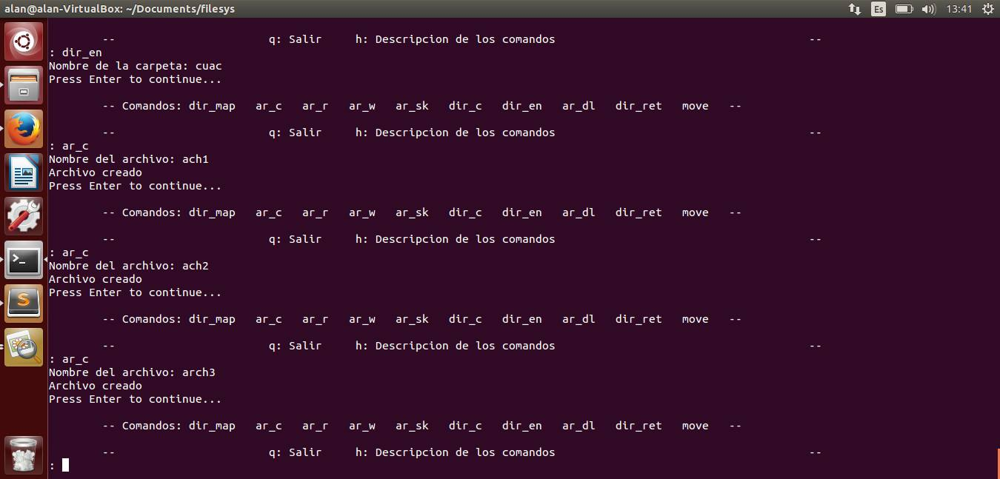 alan@alan-VirtualBox: ~/Documents/filesys Es 13:41
-- q: Salir h: Descripcion de los comandos --
: dir_en
Nombre de la carpeta: cuac
Press Enter to continue...
-- Comandos: dir_map ar_c ar_r ar_w ar_sk dir_c dir_en ar_dl dir_ret move --
-- q: Salir h: Descripcion de los comandos --
: ar_c
Nombre del archivo: ach1
Archivo creado
Press Enter to continue...
-- Comandos: dir_map ar_c ar_r ar_w ar_sk dir_c dir_en ar_dl dir_ret move --
-- q: Salir h: Descripcion de los comandos --
: ar_c
Nombre del archivo: ach2
Archivo creado
Press Enter to continue...
-- Comandos: dir_map ar_c ar_r ar_w ar_sk dir_c dir_en ar_dl dir_ret move --
-- q: Salir h: Descripcion de los comandos --
: ar_c
Nombre del archivo: arch3
Archivo creado
Press Enter to continue...
-- Comandos: dir_map ar_c ar_r ar_w ar_sk dir_c dir_en ar_dl dir_ret move --
-- q: Salir h: Descripcion de los comandos --
: